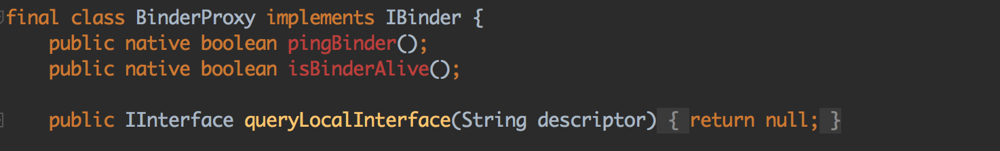 final class BinderProxy implements IBinder {
    public native boolean pingBinder();
    public native boolean isBinderAlive();
    public IInterface queryLocalInterface(String descriptor) { return null; }